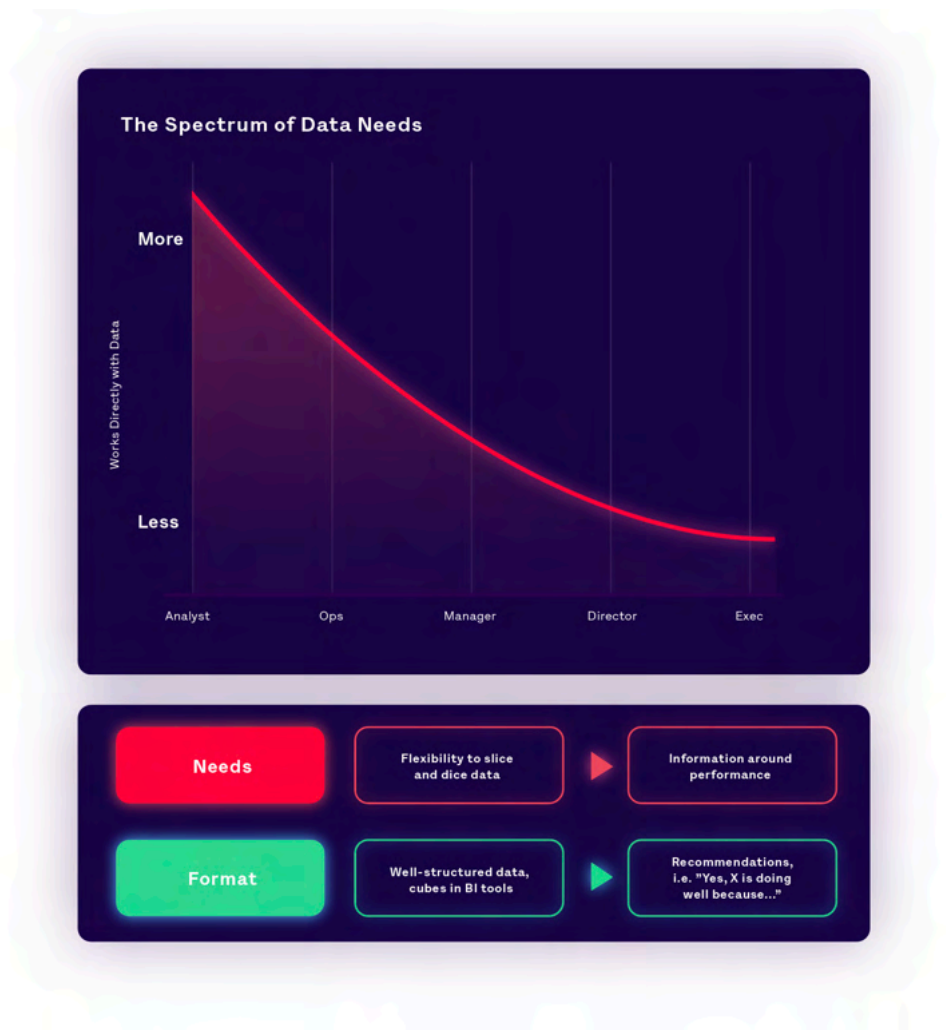 The Spectrum of Data Needs
More
Works Directly with Data
Less
Analyst
Ops
Manager
Director
Exec
Needs
Flexibility to slice
and dice data
Information around
performance
Format
Well-structured data,
cubes in BI tools
Recommendations,
i.e. "Yes, X is doing
well because..."